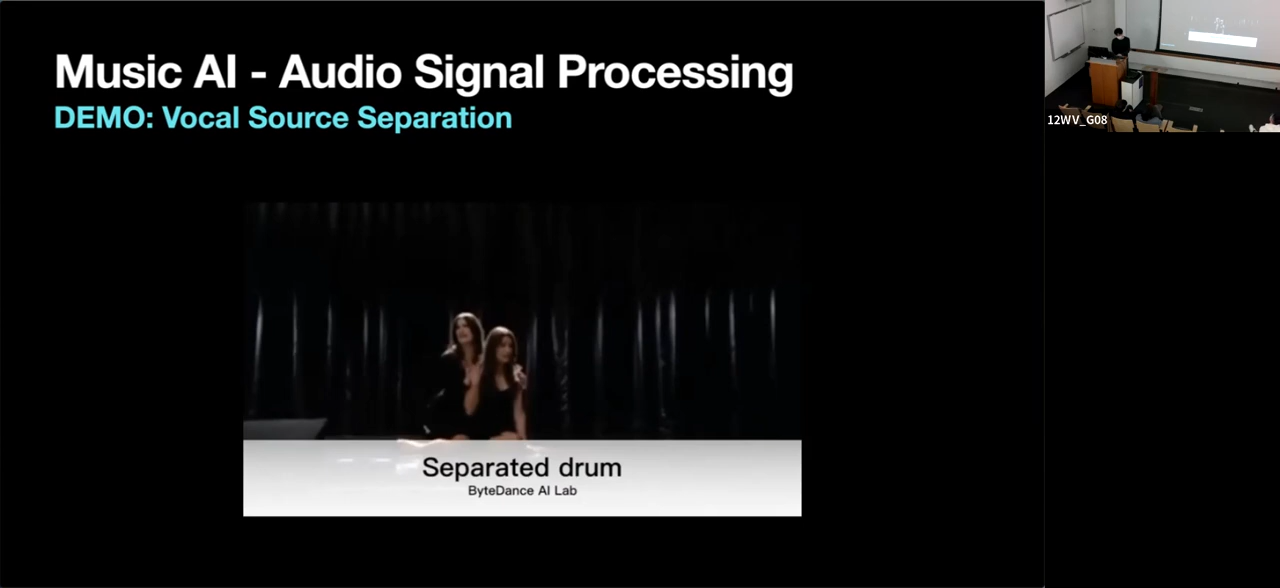 Music AI - Audio Signal Processing
DEMO: Vocal Source Separation
Separated drum
ByteDance AI Lab
12WV_G08